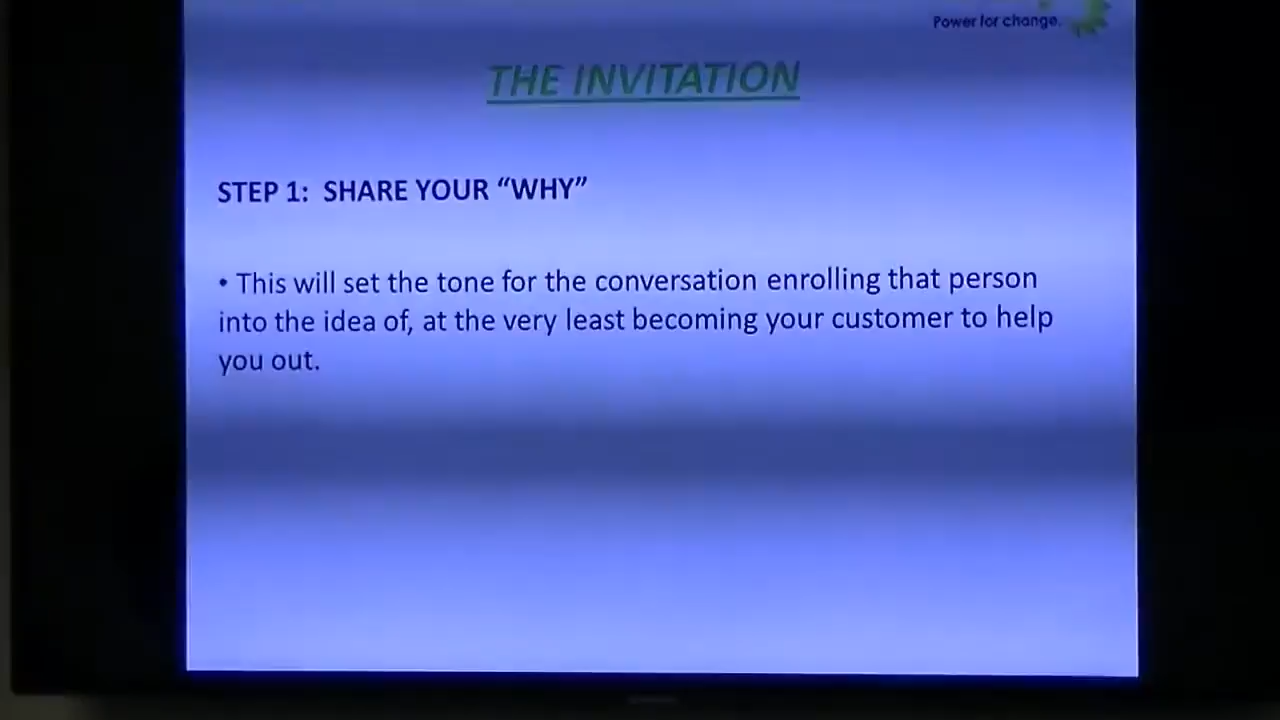 Power for change.
THE INVITATION
STEP 1: SHARE YOUR “WHY”
• This will set the tone for the conversation enrolling that person
into the idea of, at the very least becoming your customer to help
you out.